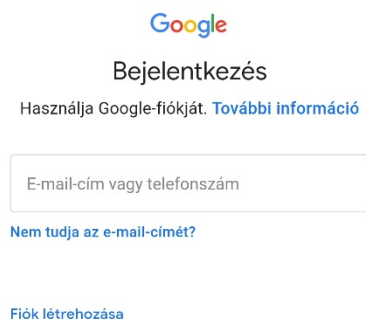 Google
Bejelentkezés
Használja Google-fiókját. További információ
E-mail-cím vagy telefonszám
Nem tudja az e-mail-címét?
Fiók létrehozása